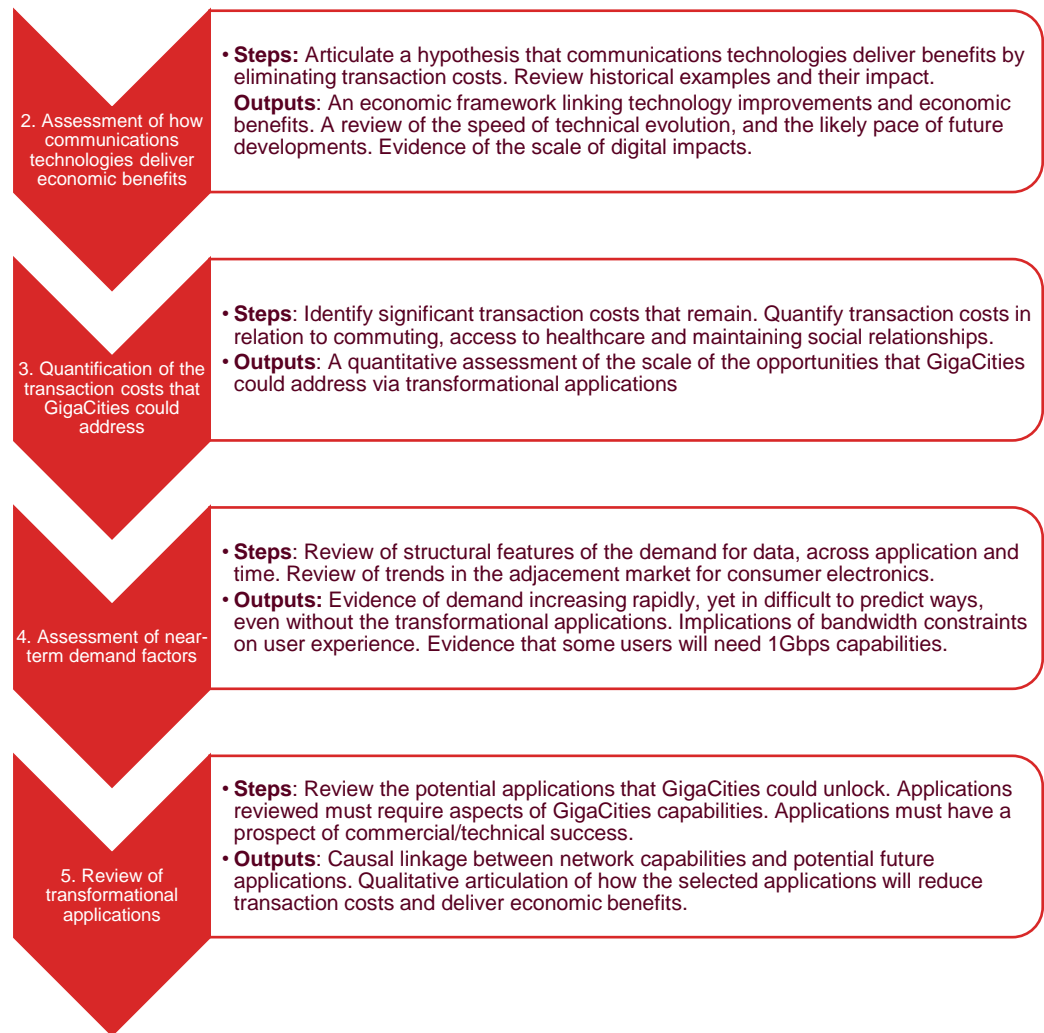 2. Assessment of how
communications
technologies deliver
economic benefits
• Steps: Articulate a hypothesis that communications technologies deliver benefits by
eliminating transaction costs. Review historical examples and their impact.
Outputs: An economic framework linking technology improvements and economic
benefits. A review of the speed of technical evolution, and the likely pace of future
developments. Evidence of the scale of digital impacts.
3. Quantification of the
transaction costs that
GigaCities could
address
• Steps: Identify significant transaction costs that remain. Quantify transaction costs in
relation to commuting, access to healthcare and maintaining social relationships.
• Outputs: A quantitative assessment of the scale of the opportunities that GigaCities
could address via transformational applications
4. Assessment of near-
term demand factors
• Steps: Review of structural features of the demand for data, across application and
time. Review of trends in the adjacement market for consumer electronics.
• Outputs: Evidence of demand increasing rapidly, yet in difficult to predict ways,
even without the transformational applications. Implications of bandwidth constraints
on user experience. Evidence that some users will need 1Gbps capabilities.
5. Review of
transformational
applications
• Steps: Review the potential applications that GigaCities could unlock. Applications
reviewed must require aspects of GigaCities capabilities. Applications must have a
prospect of commercial/technical success.
• Outputs: Causal linkage between network capabilities and potential future
applications. Qualitative articulation of how the selected applications will reduce
transaction costs and deliver economic benefits.